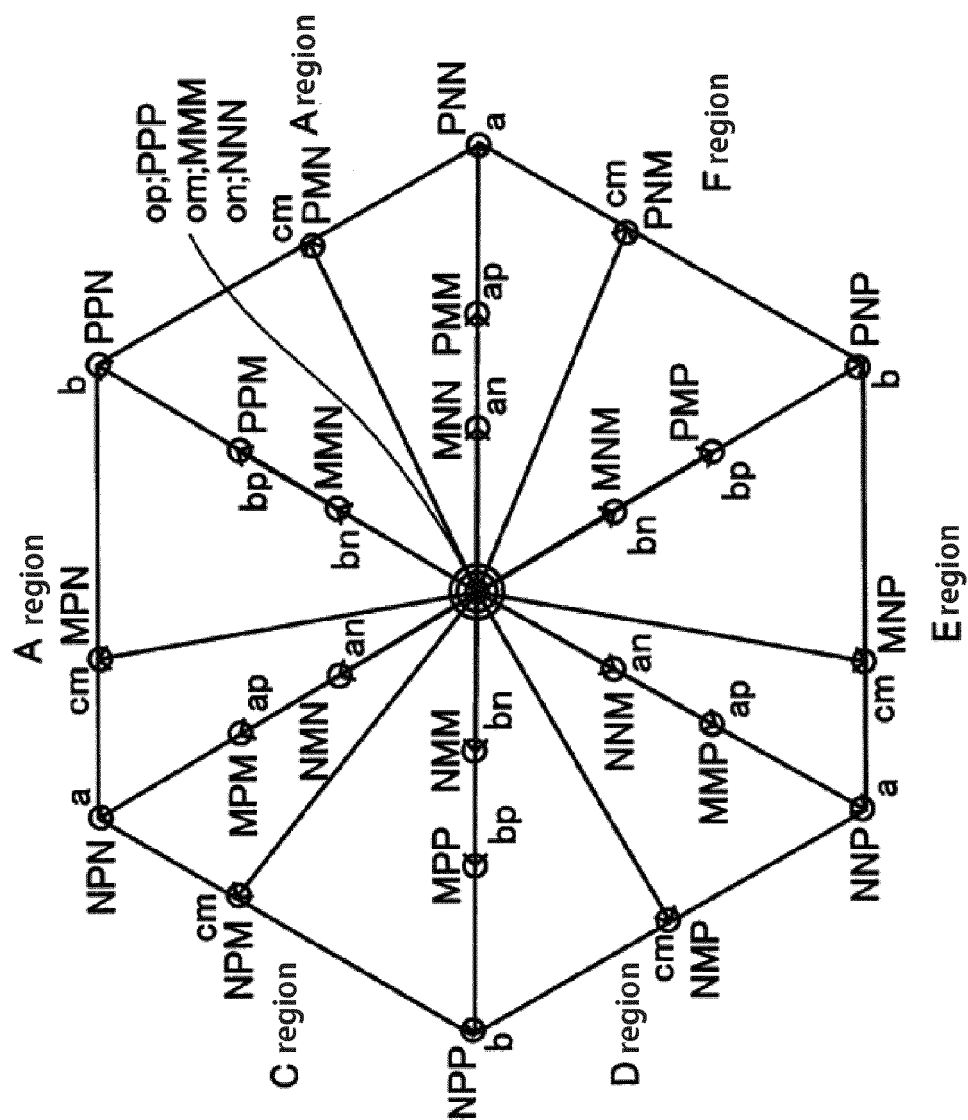 A region
cm MPN
a
b
NPN
PPN
op;PPP
om;MMM
on;NNN
cm
NPM
C region
MPM
ap
bp
PPM
cm
PMN
A region
NMN
an
bn
MMN
NPP
b
MPP
bp
NMM
bn
MNN
an
PMM
ap
PNN
a
D region
cm
NMP
NNM
an
MMP
ap
bn
MNM
bp
PMP
cm
PNM
F region
NNP
a
cm
MNP
b
PNP
E region